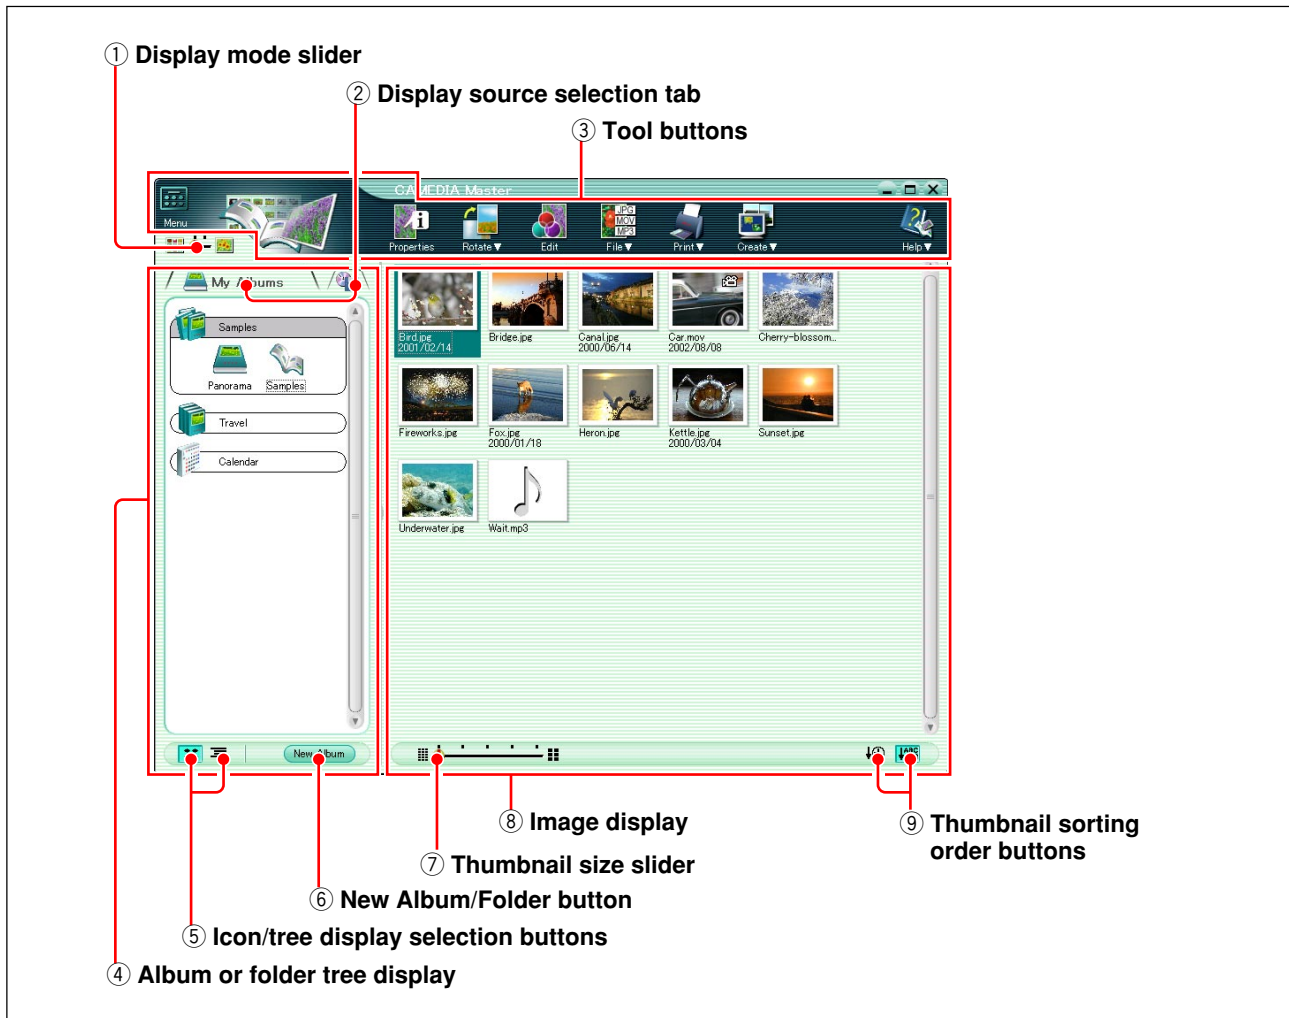 ① Display mode slider
② Display source selection tab
③ Tool buttons
CAMEDIA Master
Menu
Properties
Rotate▼
Edit
JPG
MOV
MP3
File▼
Print▼
Create▼
Help▼
My Albums
Samples
Panorama
Samples
Travel
Calendar
Bird.jpg
2001/02/14
Bridge.jpg
Canal.jpg
2000/06/14
Car.mov
2002/08/08
Cherry-blossom...
Fireworks.jpg
Fox.jpg
2000/01/18
Heron.jpg
Kettle.jpg
2000/03/04
Sunset.jpg
Underwater.jpg
Wait.mp3
New Album
⑧ Image display
⑨ Thumbnail sorting
order buttons
⑦ Thumbnail size slider
⑥ New Album/Folder button
⑤ Icon/tree display selection buttons
④ Album or folder tree display